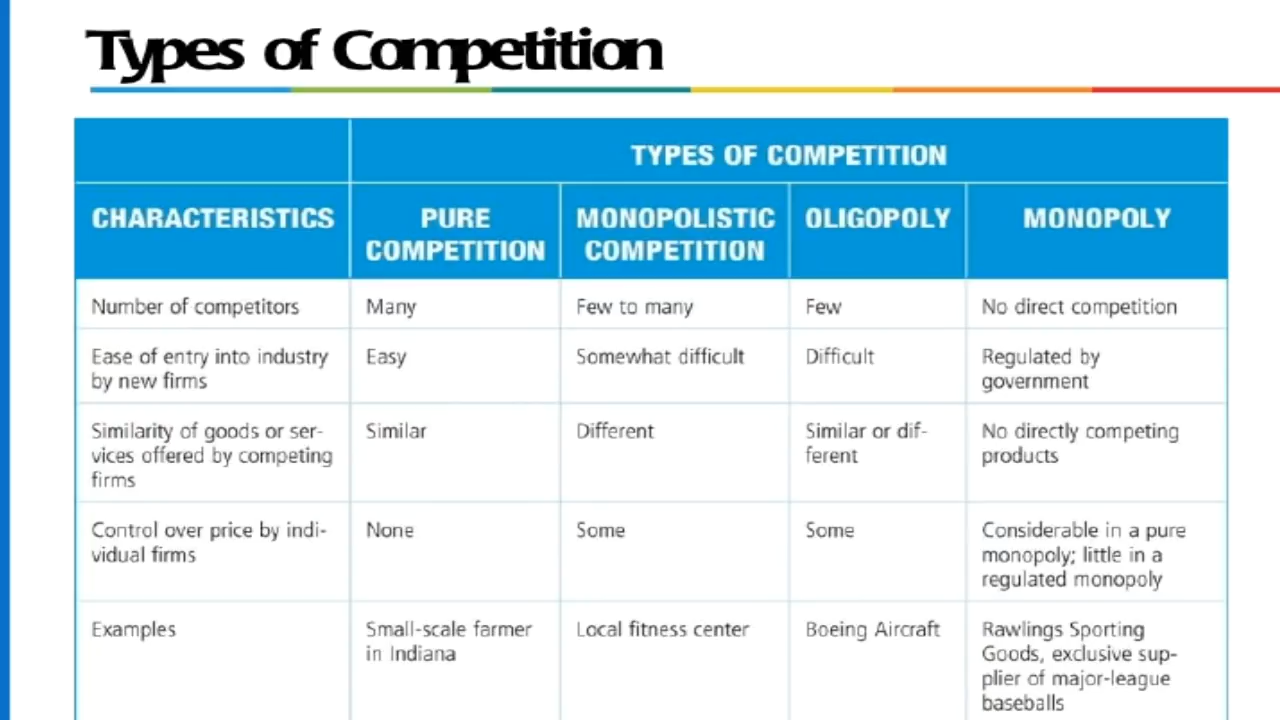 Types of Competition
TYPES OF COMPETITION
CHARACTERISTICS
PURE
COMPETITION
MONOPOLISTIC
COMPETITION
OLIGOPOLY
MONOPOLY
Number of competitors
Many
Few to many
Few
No direct competition
Ease of entry into industry
by new firms
Easy
Somewhat difficult
Difficult
Regulated by
government
Similarity of goods or ser-
vices offered by competing
firms
Similar
Different
Similar or dif-
ferent
No directly competing
products
Control over price by indi-
vidual firms
None
Some
Some
Considerable in a pure
monopoly; little in a
regulated monopoly
Examples
Small-scale farmer
in Indiana
Local fitness center
Boeing Aircraft
Rawlings Sporting
Goods, exclusive sup-
plier of major-league
baseballs